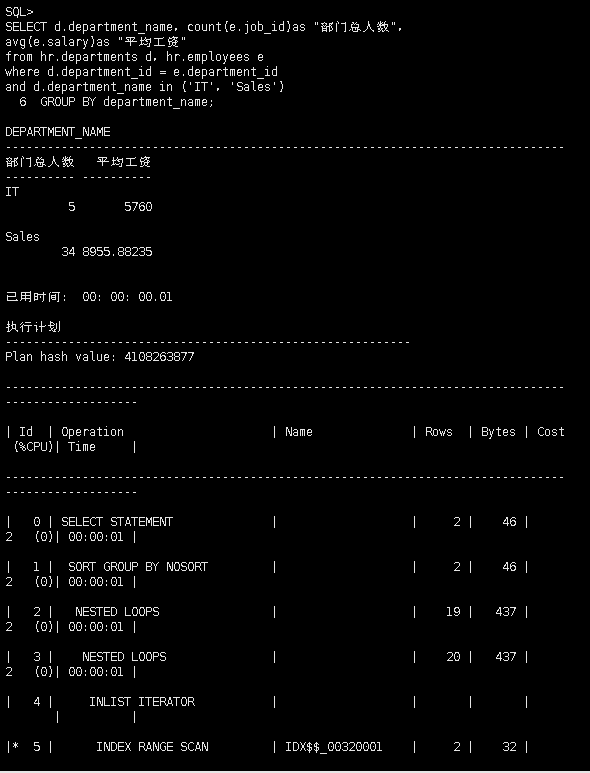 SQL>
SELECT d.department_name, count(e.job_id)as "部门总人数",
avg(e.salary)as "平均工资"
from hr.departments d, hr.employees e
where d.department_id = e.department_id
and d.department_name in ('IT', 'Sales')
  6  GROUP BY department_name;

DEPARTMENT_NAME
--------------------------------------------------------------------------------
部门总人数   平均工资
---------- ----------
IT
         5       5760

Sales
        34 8955.88235


已用时间:  00: 00: 00.01

执行计划
----------------------------------------------------------
Plan hash value: 4108263877

--------------------------------------------------------------------------------
-------------------

| Id  | Operation                     | Name            | Rows  | Bytes | Cost
 (%CPU)| Time     |

--------------------------------------------------------------------------------
-------------------

|   0 | SELECT STATEMENT              |                 |     2 |    46 |
2   (0)| 00:00:01 |

|   1 |  SORT GROUP BY NOSORT         |                 |     2 |    46 |
2   (0)| 00:00:01 |

|   2 |   NESTED LOOPS                |                 |    19 |   437 |
2   (0)| 00:00:01 |

|   3 |    NESTED LOOPS               |                 |    20 |   437 |
2   (0)| 00:00:01 |

|   4 |     INLIST ITERATOR           |                 |       |       |
       |          |

|*  5 |      INDEX RANGE SCAN         | IDX$$_00320001  |     2 |    32 |